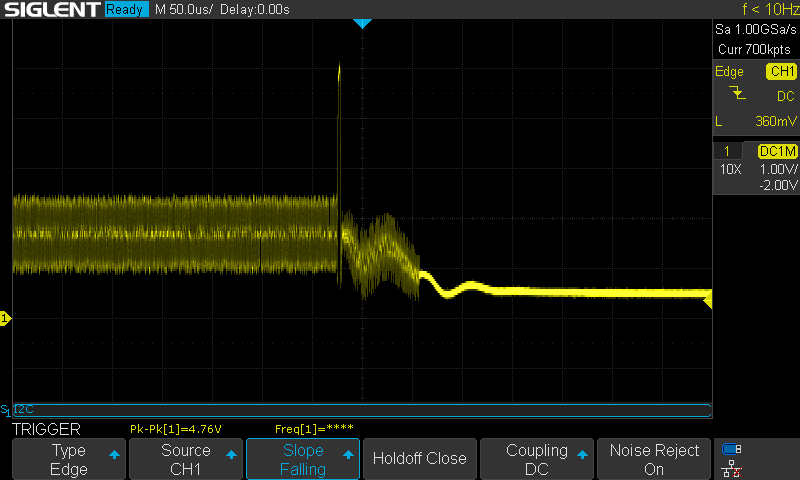 SIGLENT Ready M 50.0us/ Delay:0.00s f < 10Hz
Sa 1.00GSa/s
Curr 700kpts
Edge CH1
DC
L 360mV
1 DC1M
10X 1.00V/
-2.00V
1
S1 I2C
TRIGGER Pk-Pk[1]=4.76V Freq[1]=****
Type
Edge
Source
CH1
Slope
Falling
Holdoff Close
Coupling
DC
Noise Reject
On